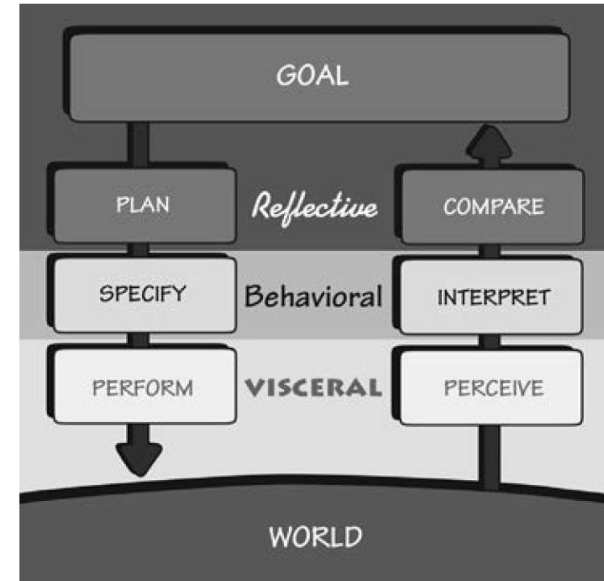 GOAL
PLAN Reflective COMPARE
SPECIFY Behavioral INTERPRET
PERFORM VISCERAL PERCEIVE
WORLD